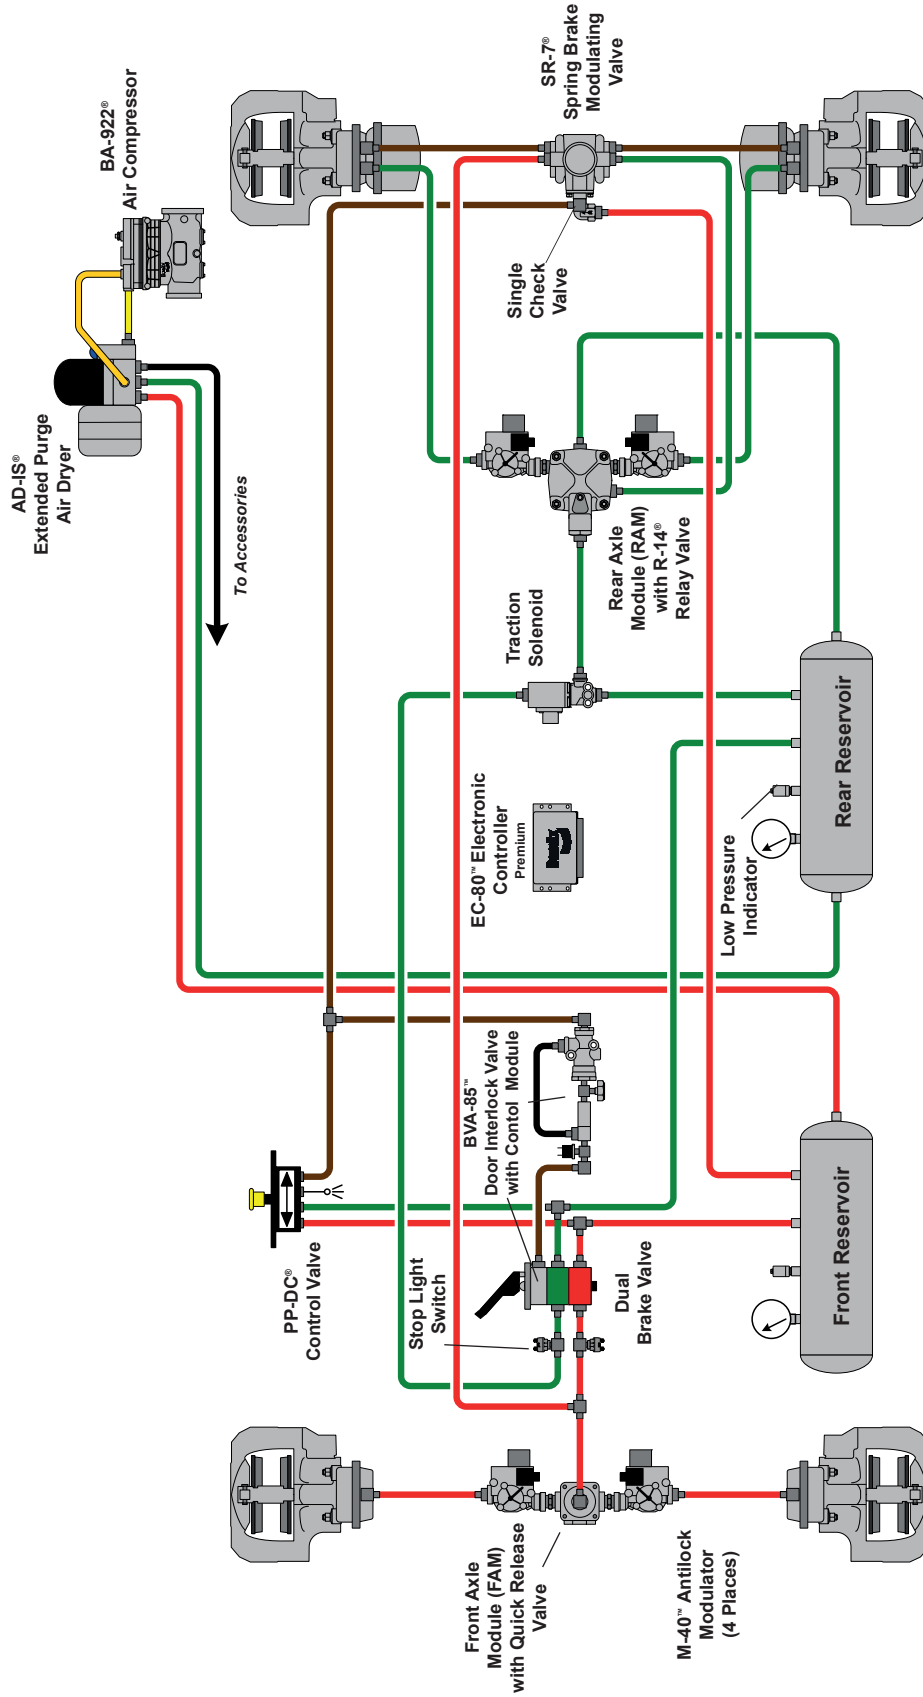 BA-922®
Air Compressor
AD-IS®
Extended Purge
Air Dryer
To Accessories
SR-7®
Spring Brake
Modulating
Valve
Single
Check
Valve
Rear Axle
Module (RAM)
with R-14®
Relay Valve
Traction
Solenoid
EC-80™ Electronic
Controller
Premium
Bendix
Low Pressure
Indicator
Rear Reservoir
PP-DC®
Control Valve
BVA-85™
Door Interlock Valve
with Contol Module
Stop Light
Switch
Dual
Brake Valve
Front Reservoir
Front Axle
Module (FAM)
with Quick Release
Valve
M-40™ Antilock
Modulator
(4 Places)